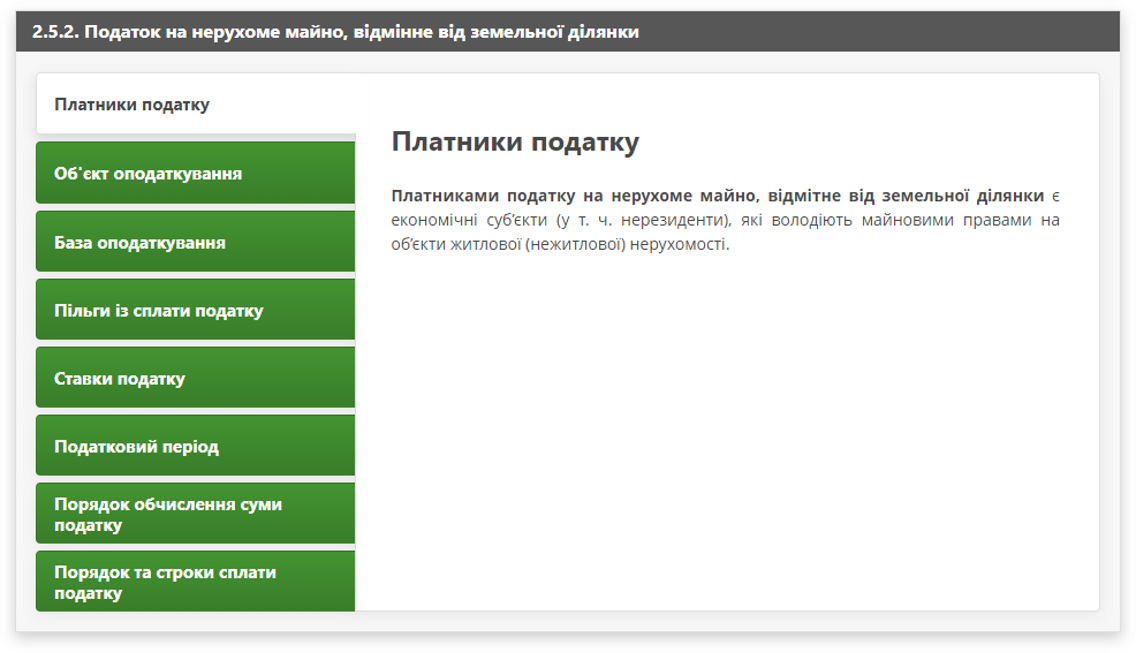 2.5.2. Податок на нерухоме майно, відмінне від земельної ділянки
Платники податку
Об'єкт оподаткування
База оподаткування
Пільги із сплати податку
Ставки податку
Податковий період
Порядок обчислення суми
податку
Порядок та строки сплати
податку
Платники податку
Платниками податку на нерухоме майно, відмітне від земельної ділянки є
економічні суб’єкти (у т. ч. нерезиденти), які володіють майновими правами на
об’єкти житлової (нежитлової) нерухомості.